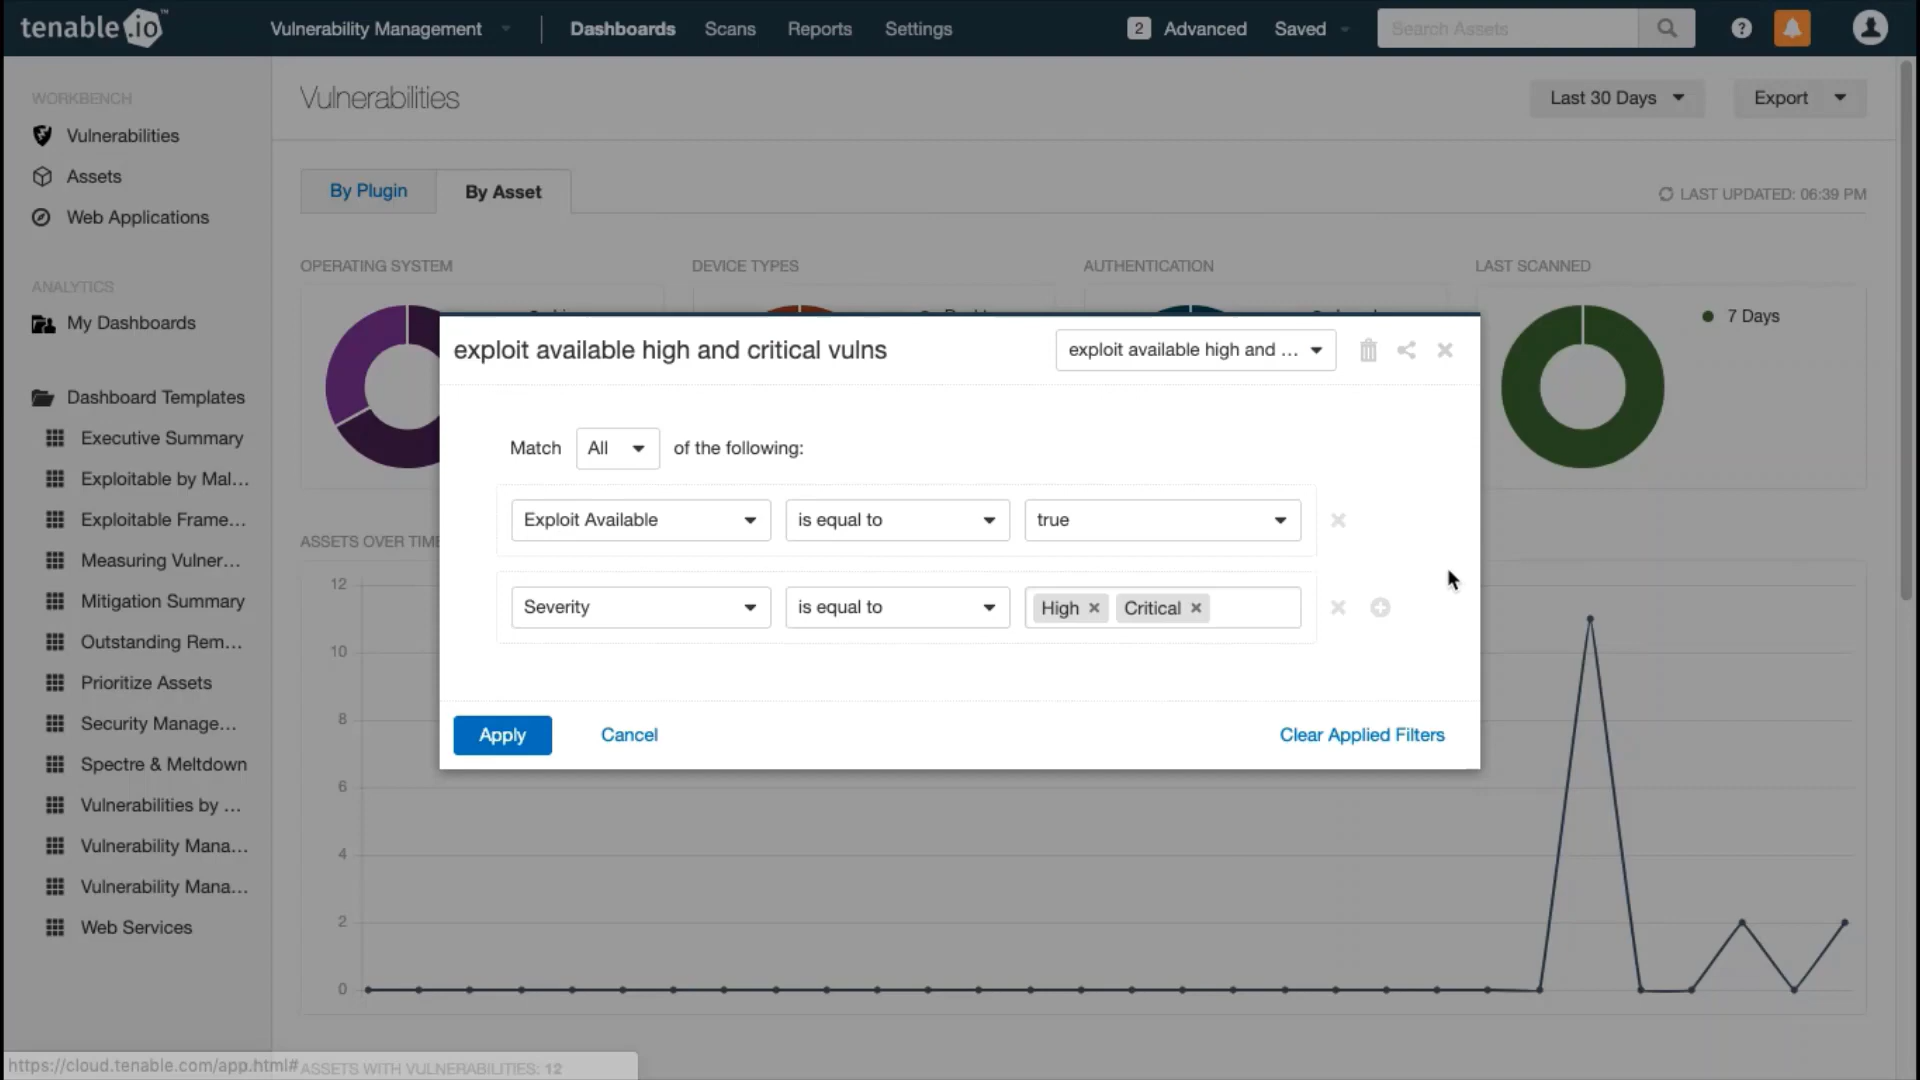 tenable.io™
Vulnerability Management
Dashboards
Scans
Reports
Settings
2 Advanced
Saved
Search Assets
?
WORKBENCH
Vulnerabilities
Assets
Web Applications
ANALYTICS
My Dashboards
Dashboard Templates
Executive Summary
Exploitable by Mal...
Exploitable Frame...
Measuring Vulner...
Mitigation Summary
Outstanding Rem...
Prioritize Assets
Security Manage...
Spectre & Meltdown
Vulnerabilities by ...
Vulnerability Mana...
Vulnerability Mana...
Web Services
Vulnerabilities
Last 30 Days
Export
By Plugin
By Asset
LAST UPDATED: 06:39 PM
OPERATING SYSTEM
DEVICE TYPES
AUTHENTICATION
LAST SCANNED
7 Days
exploit available high and critical vulns
exploit available high and ...
Match All of the following:
Exploit Available is equal to true
Severity is equal to High × Critical ×
Apply
Cancel
Clear Applied Filters
ASSETS OVER TIME
12
10
8
6
4
2
0
https://cloud.tenable.com/app.html#
ASSETS WITH VULNERABILITIES: 12